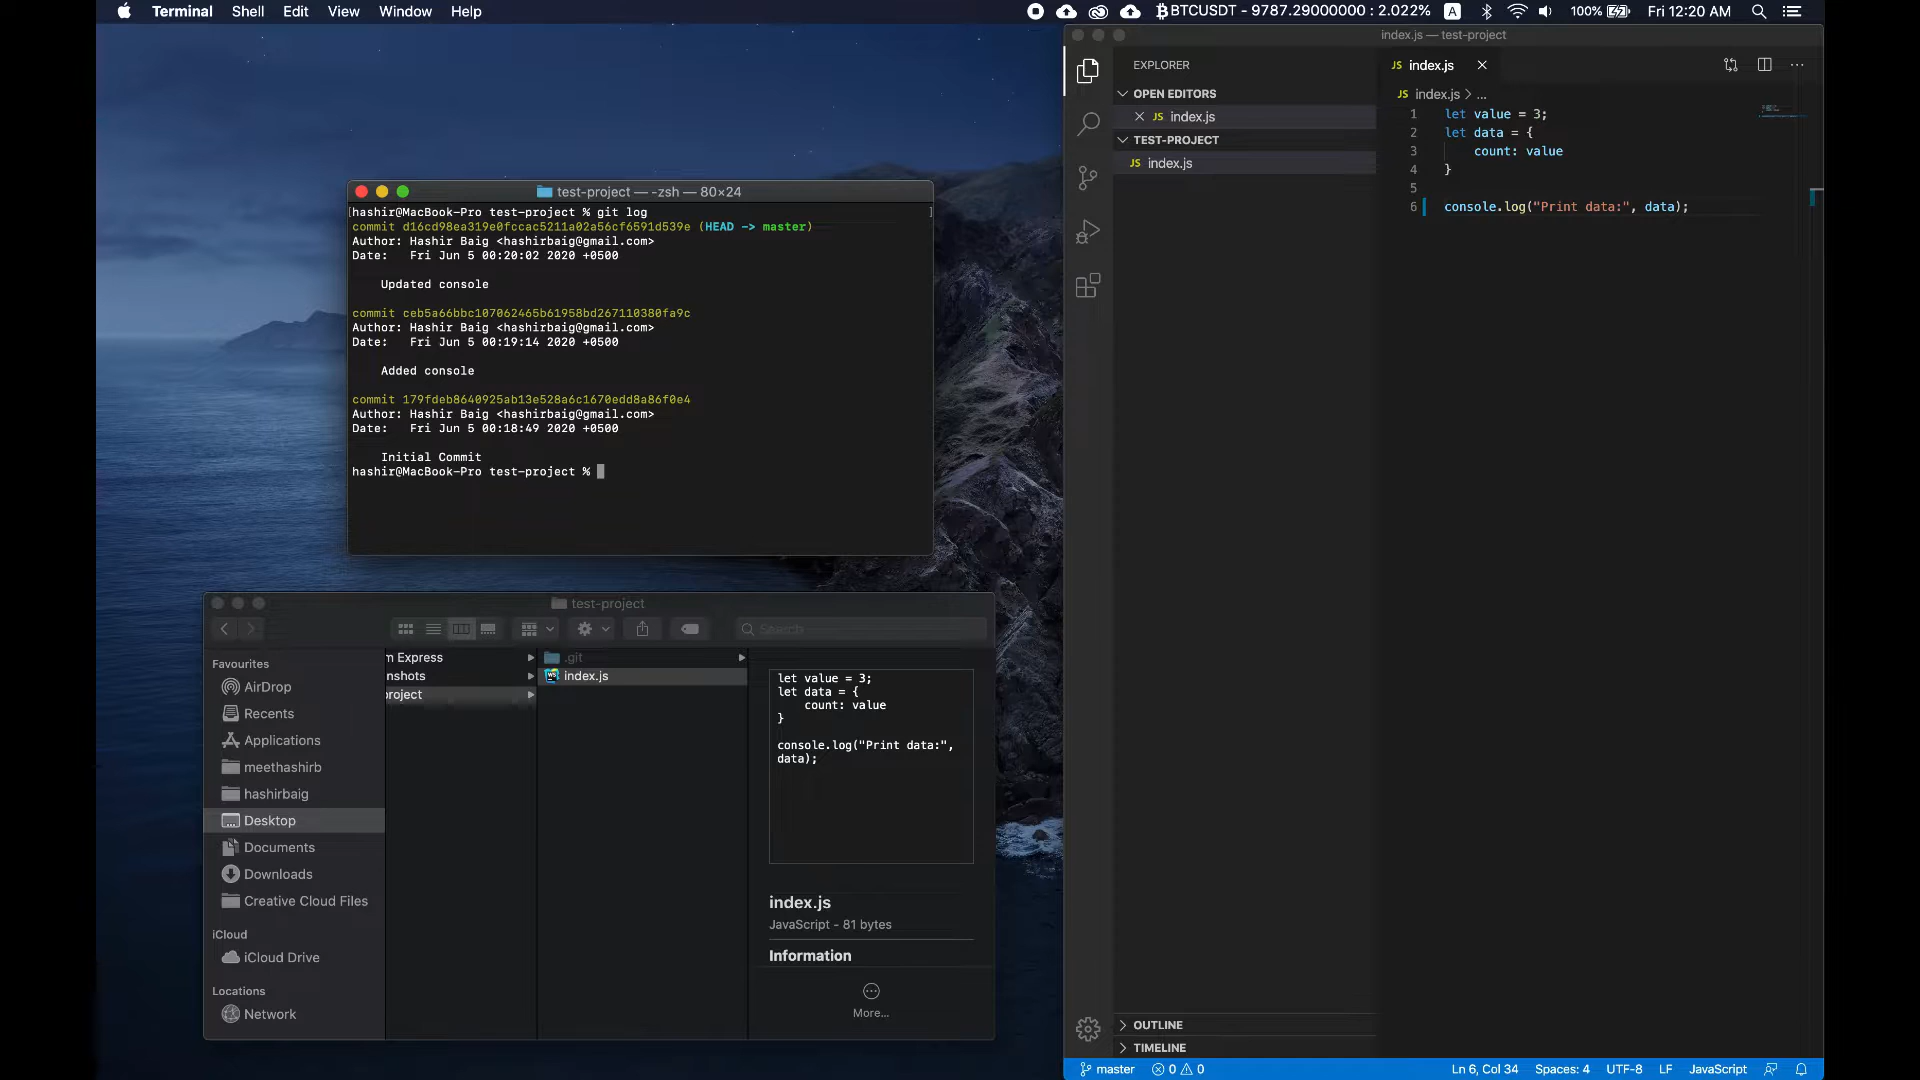 Terminal Shell Edit View Window Help
BTCUSDT - 9787.29000000 : 2.022% A 100% Fri 12:20 AM
test-project — -zsh — 80×24
[hashir@MacBook-Pro test-project % git log ]
commit d16cd98ea319e0fccac5211a02a56cf6591d539e (HEAD -> master)
Author: Hashir Baig <hashirbaig@gmail.com>
Date:   Fri Jun 5 00:20:02 2020 +0500
Updated console
commit ceb5a66bbc107062465b61958bd267110380fa9c
Author: Hashir Baig <hashirbaig@gmail.com>
Date:   Fri Jun 5 00:19:14 2020 +0500
Added console
commit 179fdeb8640925ab13e528a6c1670edd8a86f0e4
Author: Hashir Baig <hashirbaig@gmail.com>
Date:   Fri Jun 5 00:18:49 2020 +0500
Initial Commit
hashir@MacBook-Pro test-project %
test-project
Search
Favourites
AirDrop
Recents
Applications
meethashirb
hashirbaig
Desktop
Documents
Downloads
Creative Cloud Files
iCloud
iCloud Drive
Locations
Network
m Express
nshots
roject
.git
index.js
let value = 3;
let data = {
count: value
}
console.log("Print data:",
data);
index.js
JavaScript - 81 bytes
Information
More...
index.js — test-project
EXPLORER
OPEN EDITORS
JS index.js
TEST-PROJECT
JS index.js
OUTLINE
TIMELINE
JS index.js
JS index.js > ...
1 let value = 3;
2 let data = {
3 count: value
4 }
5
6 console.log("Print data:", data);
master 0 0 Ln 6, Col 34 Spaces: 4 UTF-8 LF JavaScript